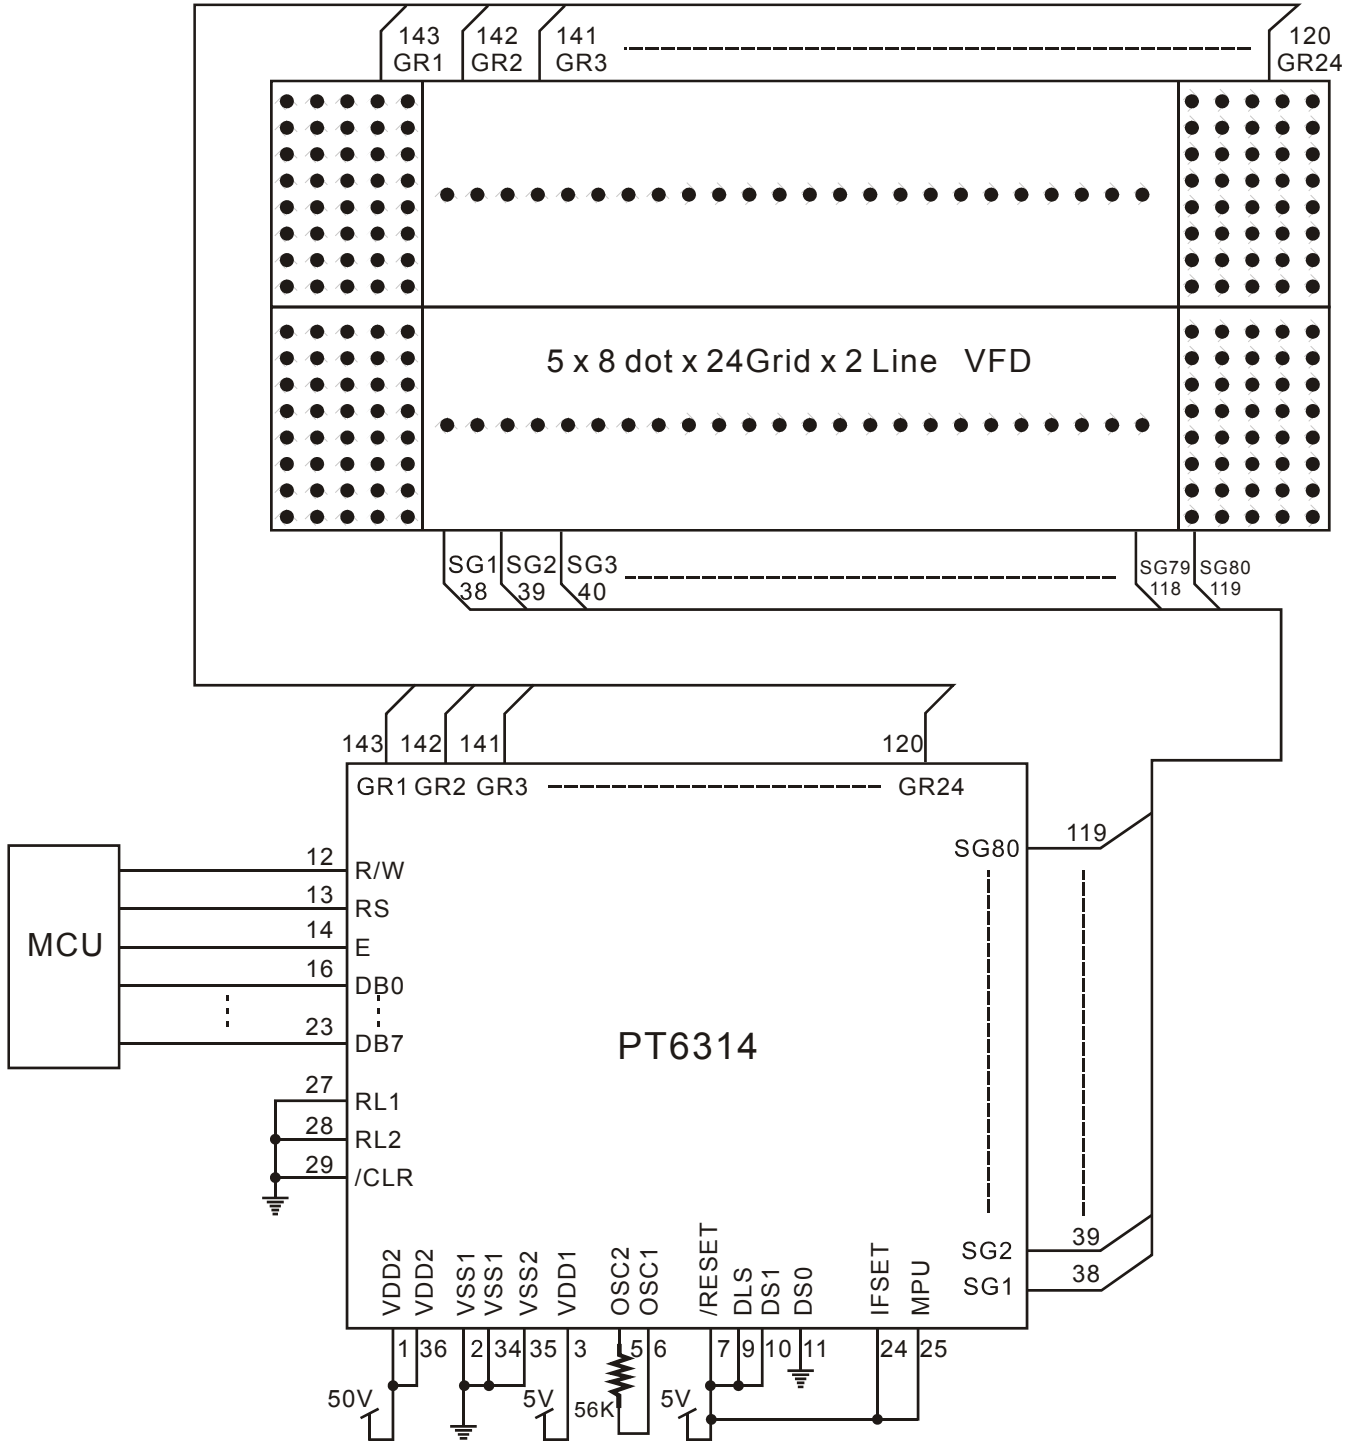 143 142 141 120
GR1 GR2 GR3 GR24
5 x 8 dot x 24Grid x 2 Line VFD
SG1 SG2 SG3 SG79 SG80
38 39 40 118 119
143 142 141 120
GR1 GR2 GR3 GR24
119
SG80
MCU
12
R/W
13
RS
14
E
16
DB0
23
DB7
PT6314
27
RL1
28
RL2
29
/CLR
39
SG2
38
SG1
VDD2 VDD2 VSS1 VSS1 VSS2 VDD1 OSC2 OSC1 /RESET DLS DS1 DS0 IFSET MPU
1 36 2 34 35 3 5 6 7 9 10 11 24 25
50V 5V 56K 5V